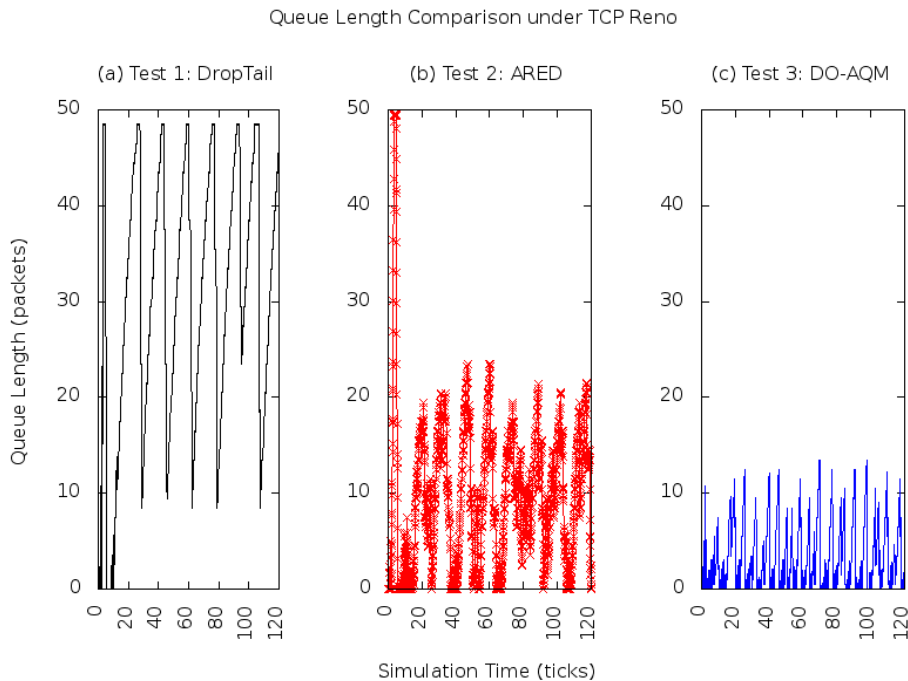 Queue Length Comparison under TCP Reno
(a) Test 1: DropTail
(b) Test 2: ARED
(c) Test 3: DO-AQM
Queue Length (packets)
50
40
30
20
10
0
0 20 40 60 80 100 120
50
40
30
20
10
0
0 20 40 60 80 100 120
50
40
30
20
10
0
0 20 40 60 80 100 120
Simulation Time (ticks)